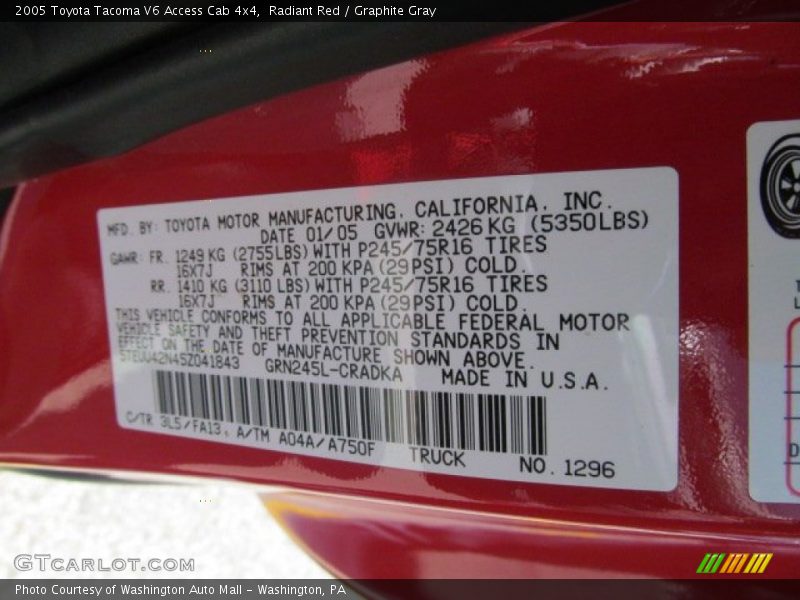 2005 Toyota Tacoma V6 Access Cab 4x4, Radiant Red / Graphite Gray
MFD. BY: TOYOTA MOTOR MANUFACTURING, CALIFORNIA, INC.
DATE 01/05 GVWR: 2426 KG (5350LBS)
GAWR: FR. 1249 KG (2755LBS) WITH P245/75R16 TIRES
16X7J RIMS AT 200 KPA (29PSI) COLD.
RR. 1410 KG (3110 LBS) WITH P245/75R16 TIRES
16X7J RIMS AT 200 KPA (29PSI) COLD.
THIS VEHICLE CONFORMS TO ALL APPLICABLE FEDERAL MOTOR
VEHICLE SAFETY AND THEFT PREVENTION STANDARDS IN
EFFECT ON THE DATE OF MANUFACTURE SHOWN ABOVE.
5TEUU42N45Z041843 GRN245L-CRADKA MADE IN U.S.A.
C/TR 3L5/FA13, A/TM A04A/A750F TRUCK NO. 1296
GTCARLOT.COM
Photo Courtesy of Washington Auto Mall - Washington, PA